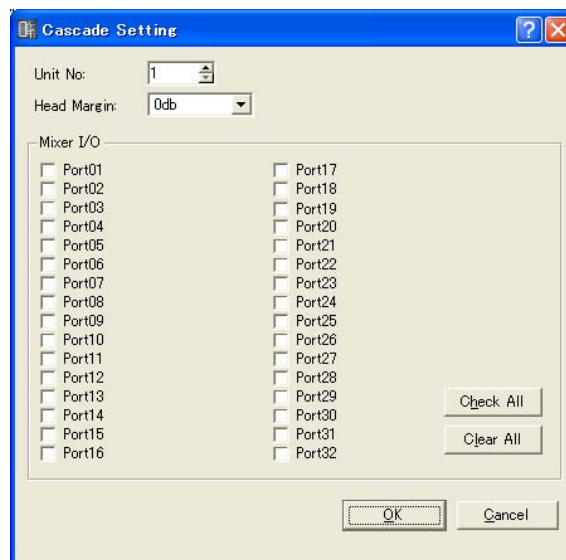 Cascade Setting
Unit No: 1
Head Margin: 0db
Mixer I/O
Port01
Port02
Port03
Port04
Port05
Port06
Port07
Port08
Port09
Port10
Port11
Port12
Port13
Port14
Port15
Port16
Port17
Port18
Port19
Port20
Port21
Port22
Port23
Port24
Port25
Port26
Port27
Port28
Port29
Port30
Port31
Port32
Check All
Clear All
OK
Cancel